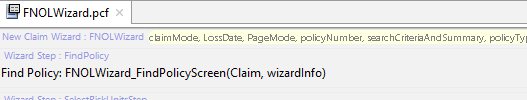 FNOLWizard.pcf
New Claim Wizard : FNOLWizard claimMode, LossDate, PageMode, policyNumber, searchCriteriaAndSummary, policyTyp
Wizard Step : FindPolicy
Find Policy: FNOLWizard_FindPolicyScreen(Claim, wizardInfo)
Wizard Step : SelectRiskUnitsStep